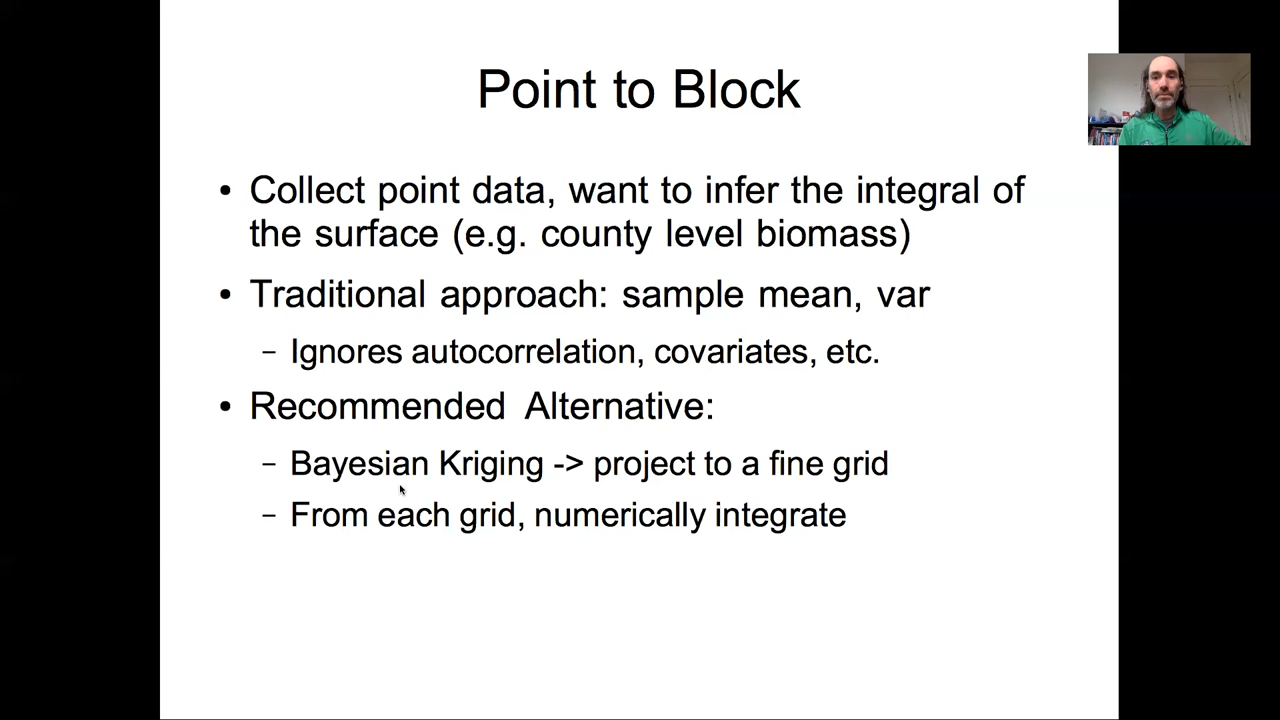 Point to Block
• Collect point data, want to infer the integral of
the surface (e.g. county level biomass)
• Traditional approach: sample mean, var
– Ignores autocorrelation, covariates, etc.
• Recommended Alternative:
– Bayesian Kriging -> project to a fine grid
– From each grid, numerically integrate